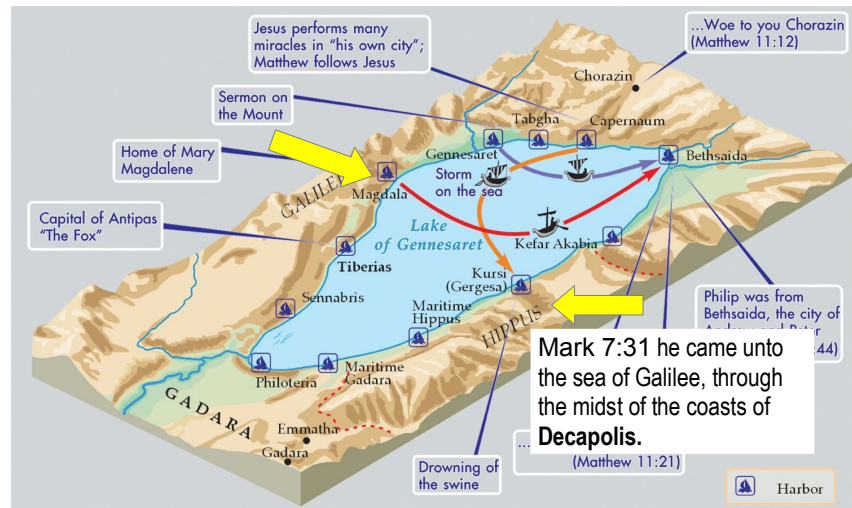 Jesus performs many
miracles in “his own city”;
Matthew follows Jesus
...Woe to you Chorazin
(Matthew 11:12)
Chorazin
Sermon on
the Mount
Tabgha
Capernaum
Home of Mary
Magdalene
Gennesaret
Bethsaida
Storm
on the sea
GALILEE
Magdala
Capital of Antipas
“The Fox”
Lake
of Gennesaret
Kefar Akabia
Tiberias
Kursi
(Gergesa)
Sennabris
Maritime
Hippus
HIPPUS
Philip was from
Bethsaida, the city of
Andrew and Peter
:44)
Mark 7:31 he came unto
the sea of Galilee, through
the midst of the coasts of
Decapolis.
Philoteria
Maritime
Gadara
GADARA
Emmatha
Gadara
Drowning of
the swine
...
(Matthew 11:21)
Harbor